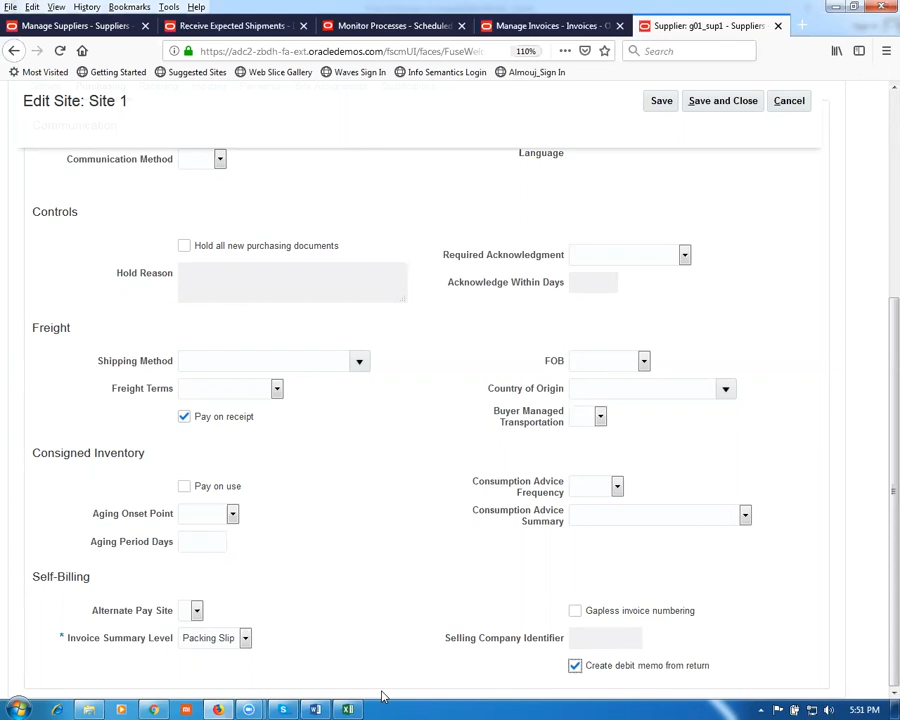 File Edit View History Bookmarks Tools Help
Manage Suppliers - Suppliers - Receive Expected Shipments - Monitor Processes - Schedule Manage Invoices - Invoices - Supplier: g01_sup1 - Suppliers
https://adc2-zbdh-fa-ext.oracledemos.com/fscmUI/faces/FuseWelc 110% Search
Most Visited Getting Started Suggested Sites Web Slice Gallery Waves Sign In Info Semantics Login Almouj_Sign In
Edit Site: Site 1 Save Save and Close Cancel
Communication
Communication Method Language
Controls
Hold all new purchasing documents Required Acknowledgment
Hold Reason Acknowledge Within Days
Freight
Shipping Method FOB
Freight Terms Country of Origin
Pay on receipt Buyer Managed Transportation
Consigned Inventory
Pay on use Consumption Advice Frequency
Aging Onset Point Consumption Advice Summary
Aging Period Days
Self-Billing
Alternate Pay Site Gapless invoice numbering
* Invoice Summary Level Packing Slip Selling Company Identifier
Create debit memo from return
5:51 PM